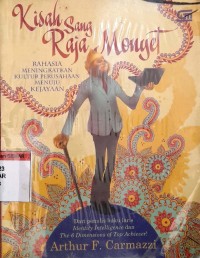 Kisah Sang
Raja Monyet
RAHASIA
MENINGKATKAN
KULTUR PERUSAHAAN
MENUJU
KEJAYAAN
Dari penulis buku laris
Identity Intelligence dan
The 6 Dimensions of Top Achievers
Arthur F. Carmazzi